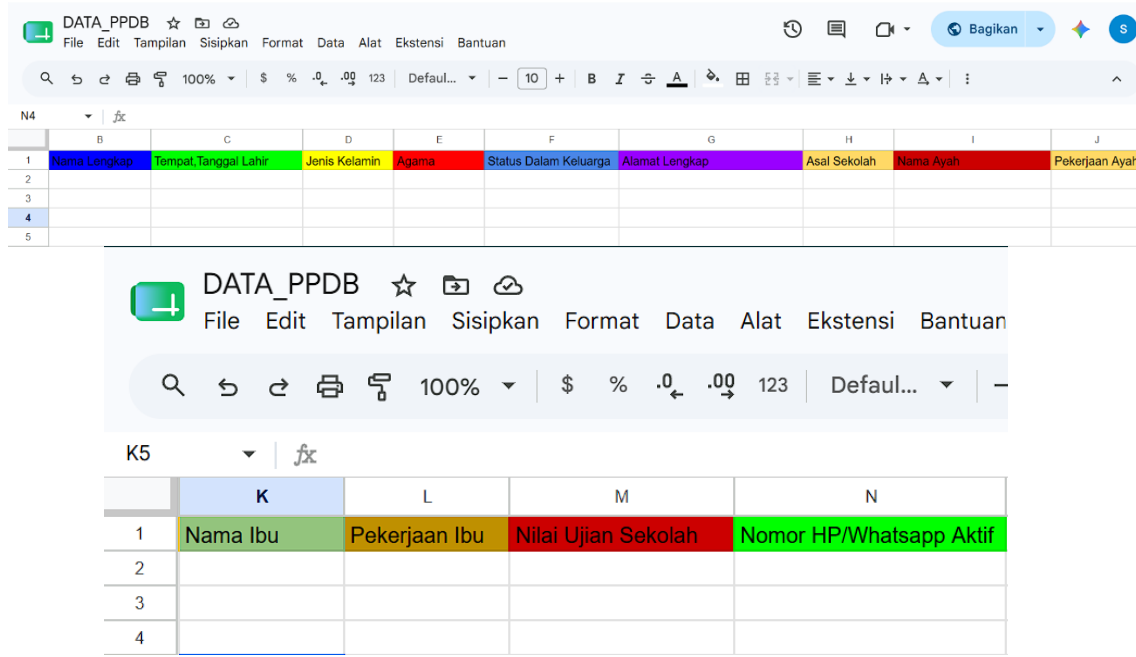 DATA_PPDB
File Edit Tampilan Sisipkan Format Data Alat Ekstensi Bantuan
Bagikan
S
100% $ % .0 .00 123 Defaul... − 10 + B I A
N4 fx
B C D E F G H I J
1 Nama Lengkap Tempat,Tanggal Lahir Jenis Kelamin Agama Status Dalam Keluarga Alamat Lengkap Asal Sekolah Nama Ayah Pekerjaan Ayah
2
3
4
5
DATA_PPDB
File Edit Tampilan Sisipkan Format Data Alat Ekstensi Bantuan
100% $ % .0 .00 123 Defaul... −
K5 fx
K L M N
1 Nama Ibu Pekerjaan Ibu Nilai Ujian Sekolah Nomor HP/Whatsapp Aktif
2
3
4